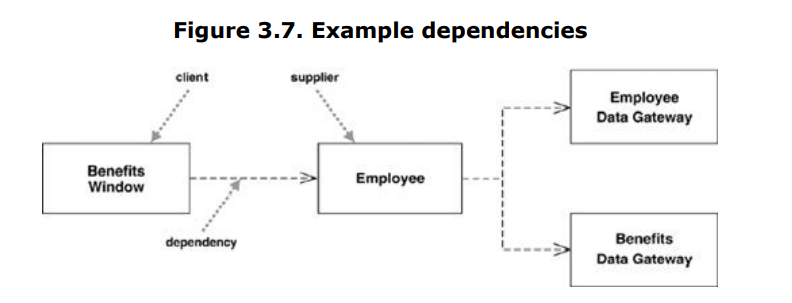 Figure 3.7. Example dependencies
client
supplier
Employee
Data Gateway
Benefits
Window
Employee
dependency
Benefits
Data Gateway